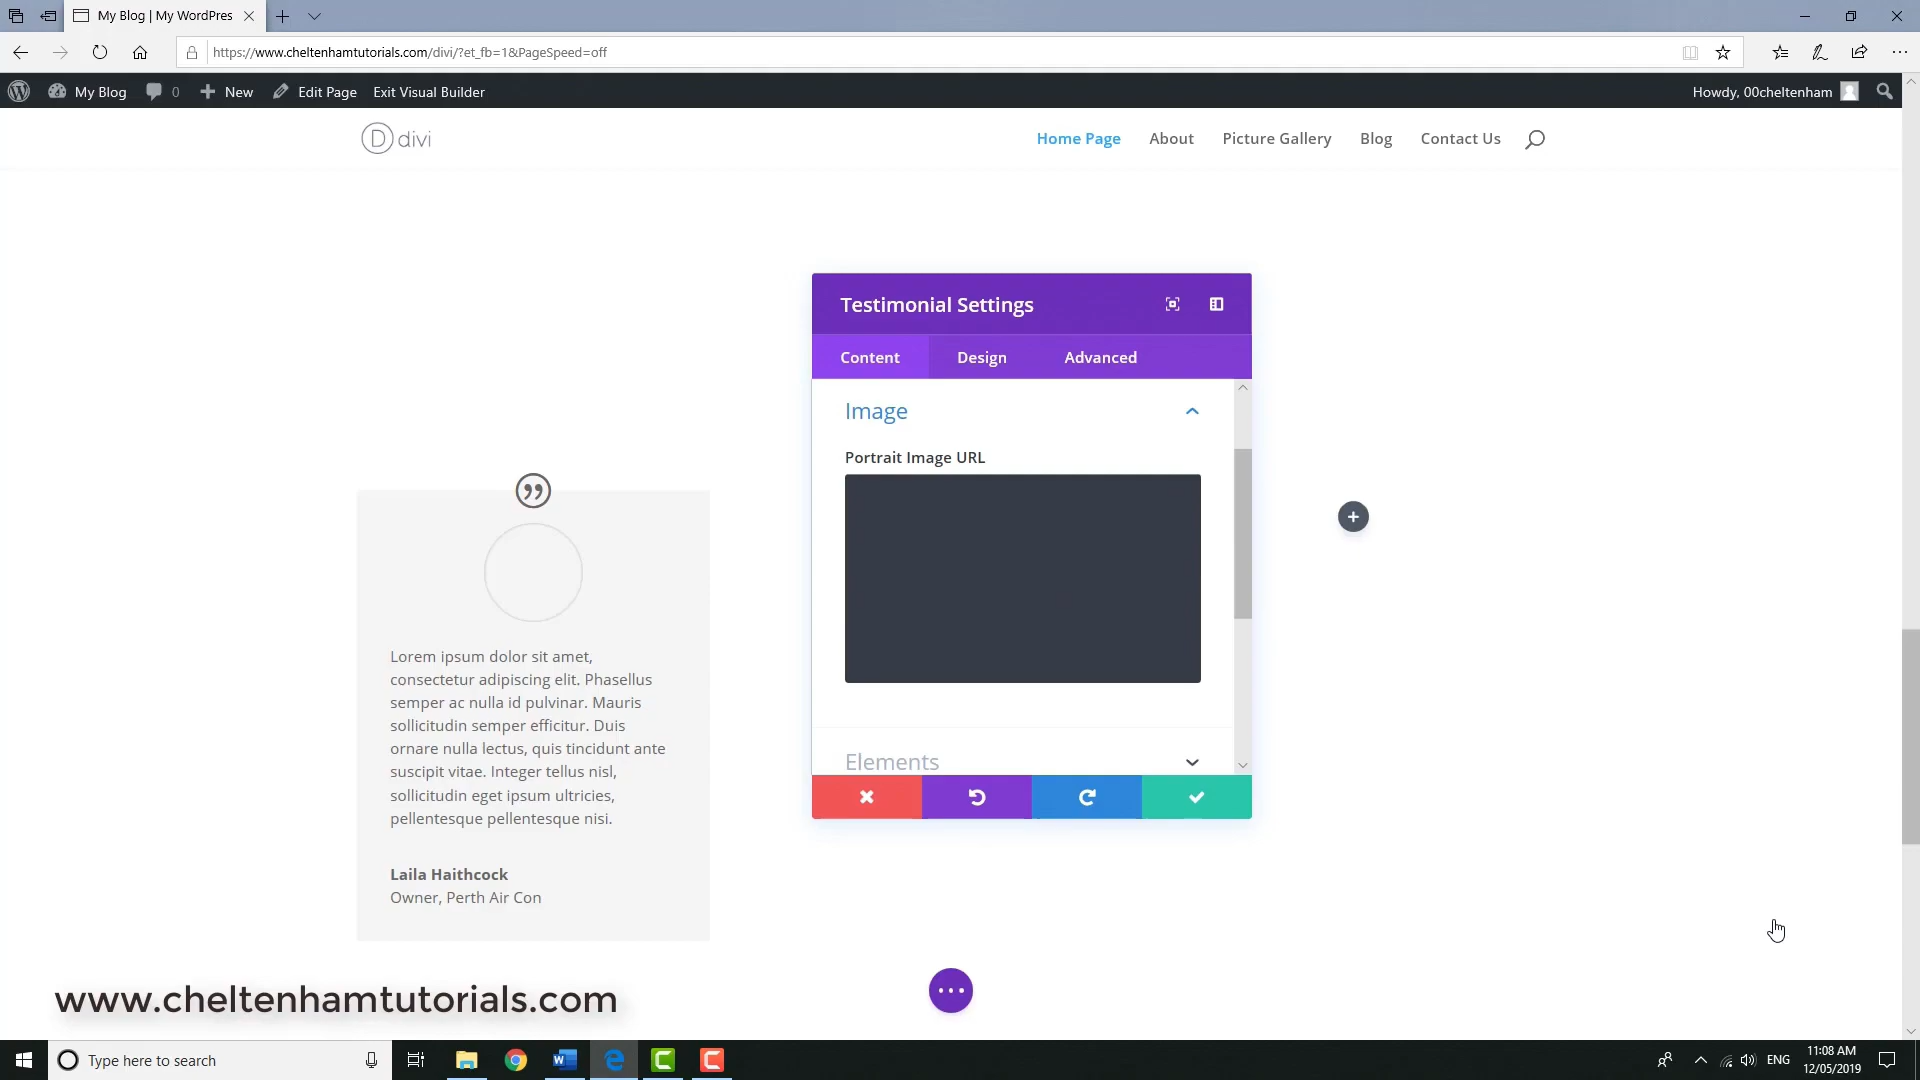 My Blog | My WordPres
https://www.cheltenhamtutorials.com/divi/?et_fb=1&PageSpeed=off
My Blog 0 New Edit Page Exit Visual Builder Howdy, 00cheltenham
D divi Home Page About Picture Gallery Blog Contact Us
Testimonial Settings
Content Design Advanced
Image
Portrait Image URL
Elements
Lorem ipsum dolor sit amet,
consectetur adipiscing elit. Phasellus
semper ac nulla id pulvinar. Mauris
sollicitudin semper efficitur. Duis
ornare nulla lectus, quis tincidunt ante
suscipit vitae. Integer tellus nisl,
sollicitudin eget ipsum ultricies,
pellentesque pellentesque nisi.
Laila Haithcock
Owner, Perth Air Con
www.cheltenhamtutorials.com
Type here to search
ENG
11:08 AM
12/05/2019